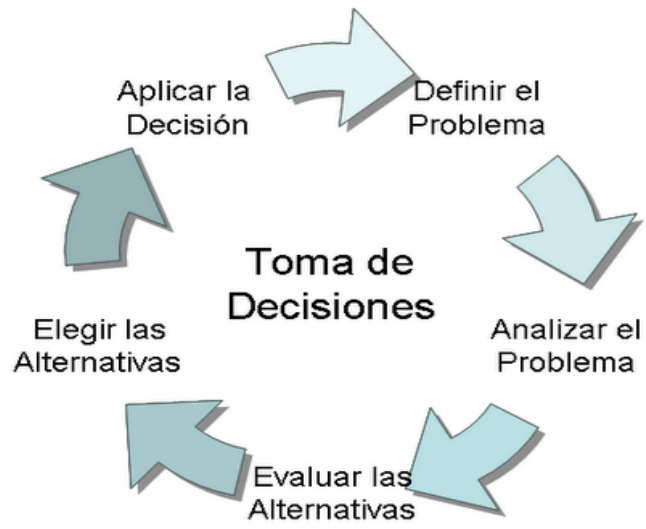 Aplicar la
Decisión
Definir el
Problema
Toma de
Decisiones
Elegir las
Alternativas
Analizar el
Problema
Evaluar las
Alternativas